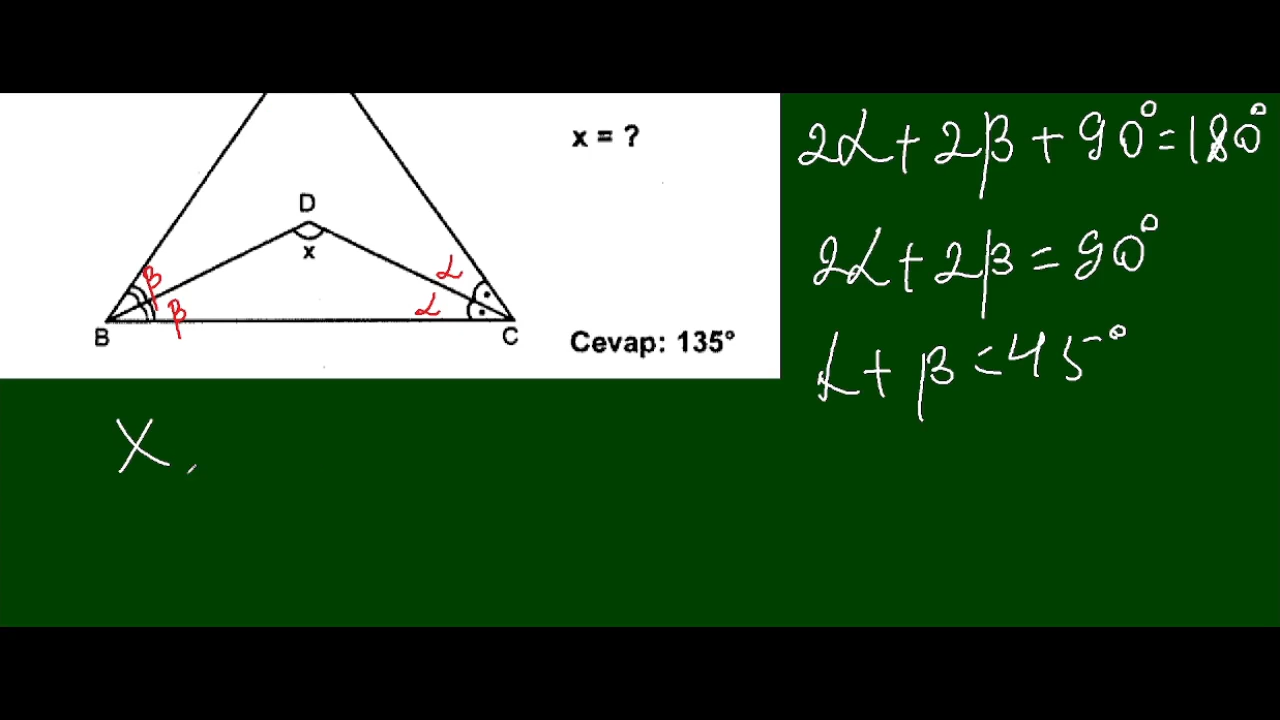 x = ?
D
x
β
β
α
α
B
C
Cevap: 135°
2α + 2β + 90° = 180°
2α + 2β = 90°
α + β = 45°
x